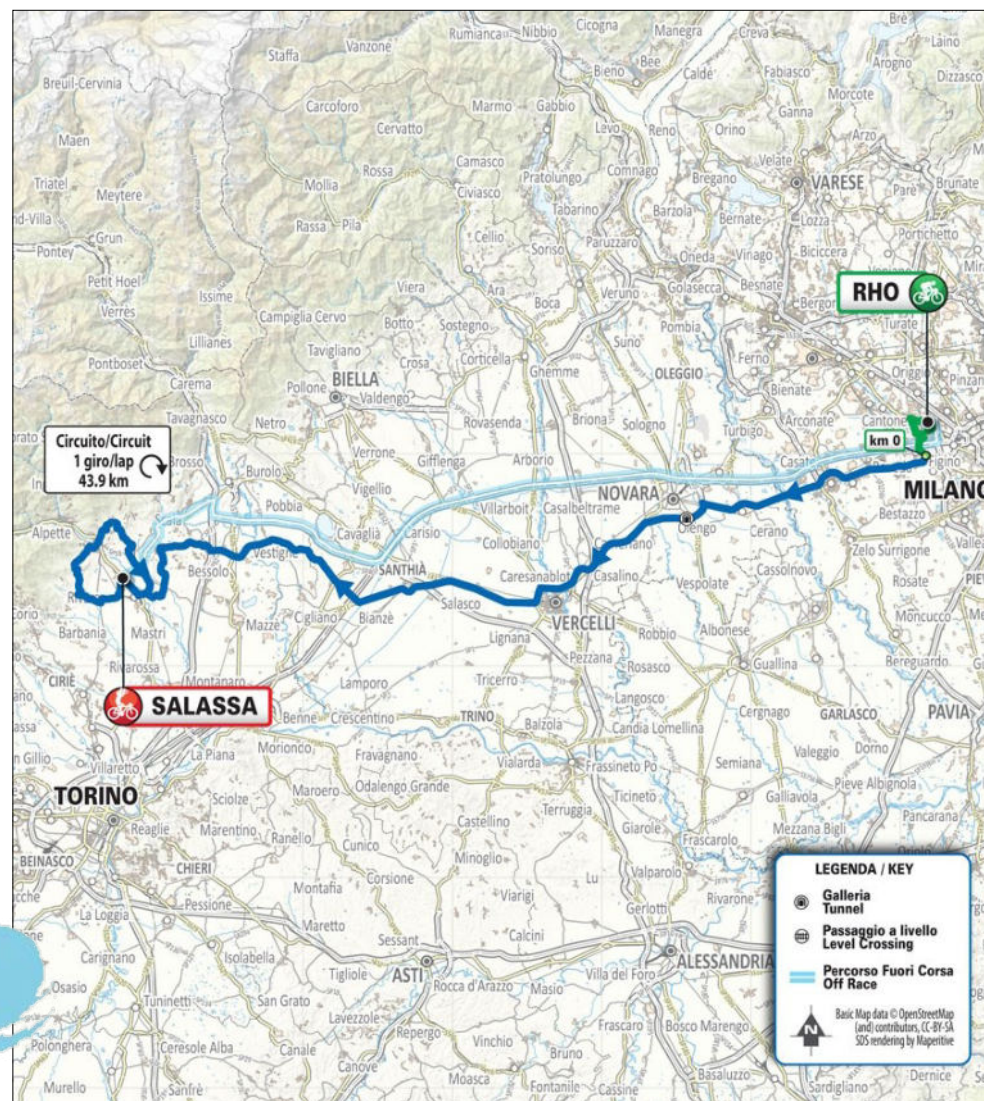 Rumianca
Nibbio
Cicogna
Manegra
Creva
Bre
Laino
Staffa
Vanzone
Bieno
Bee
Caldè
Fabiasco
Arogno
Dizzasco
Breuil-Cervinia
Morcote
Erba
Carcoforo
Marmo
Gabbio
Reno
Orino
Ganna
Maen
Cervatto
Levo
Arzo
Camasco
Comnago
Bregano
Velate
Parè
Brunate
Triatel
Rossa
Pratolungo
VARESE
Meytere
Mollia
Civiasco
Barzola
Bernate
Lozza
Portichetto
Rassa
Pila
Tabarino
Grun
Cellio
Paruzzaro
Biciccera
Pontey
Soriso
Oneda
Vinago
Petit Hoel
Issime
Ara
Veruno
Golasecca
Besnate
RHO
Verrès
Viera
Boca
Campiglia Cervo
Botto
Sostegno
Pombia
Turate
Lillianes
Crosa
Suno
Ferno
Pontboset
Tavigliano
Corticella
Ghemme
OLEGGIO
Origgio
Carema
Pollone
BIELLA
Valdengo
Bienate
Pinzano
Tavagnasco
Rovasenda
Briona
Sologno
Arconate
Cantone
Netro
Turbigo
Circuito/Circuit
1 giro/lap
43.9 km
Brosso
Verrone
Gifflenga
Arborio
km 0
Burolo
Figino
Vigellio
NOVARA
MILANO
Pobbia
Villarboit
Casalbeltrame
Alpette
Cavaglià
Carisio
Olengo
Bestazzo
Collobiano
Cerano
Vestignè
SANTHIÀ
Zelo Surrigone
Bessolo
Caresanablot
Casalino
Vespolate
Cassolnovo
Rosate
Mazzè
Cigliano
Bianzè
Salasco
VERCELLI
Albonese
Moncucco
Barbania
Mastri
Lignana
Robbio
Rivarossa
Pezzana
Guallina
Bereguardo
CIRIÈ
Montanaro
Lamporo
Tricerro
Rosasco
Langosco
SALASSA
Benne
Crescentino
TRINO
Balzola
Cergnago
GARLASCO
PAVIA
Candia Lomellina
Morionco
Fravagnano
La Piana
Villaretto
Vialarda
Frassineto Po
Semiana
Valeggio
Dorno
TORINO
Sciolze
Maroero
Odalengo Grande
Ticineto
Galliavola
Pieve Albignola
Reaglie
Marentino
Ranello
Castellino
Terruggia
Pancarana
Cunico
Giarole
Frascarolo
Mezzana Bigli
BEINASCO
CHIERI
Minoglio
Valparolo
Corsione
Lu
Montafia
Viarigi
Rivarone
Pessione
La Loggia
Maretto
Calcini
Gerlotti
Sessant
ALESSANDRIA
Carignano
Isolabella
ASTI
Villa del Foro
Tigliole
Rocca d'Arazzo
Masio
Osasio
Tuninetti
San Grato
Lavezzole
Repergo
Frascaro
Bosco Marengo
Polonghera
Ceresole Alba
Canale
Vinchio
Bruno
Canove
Moasca
Basaluzzo
Murello
Sanfrè
Fontanile
Cassine
Sardigliano
Dernice
LEGENDA / KEY
Galleria
Tunnel
Passaggio a livello
Level Crossing
Percorso Fuori Corsa
Off Race
N
Basic Map data © OpenStreetMap
(and) contributors, CC-BY-SA
SDS rendering by Maperitive